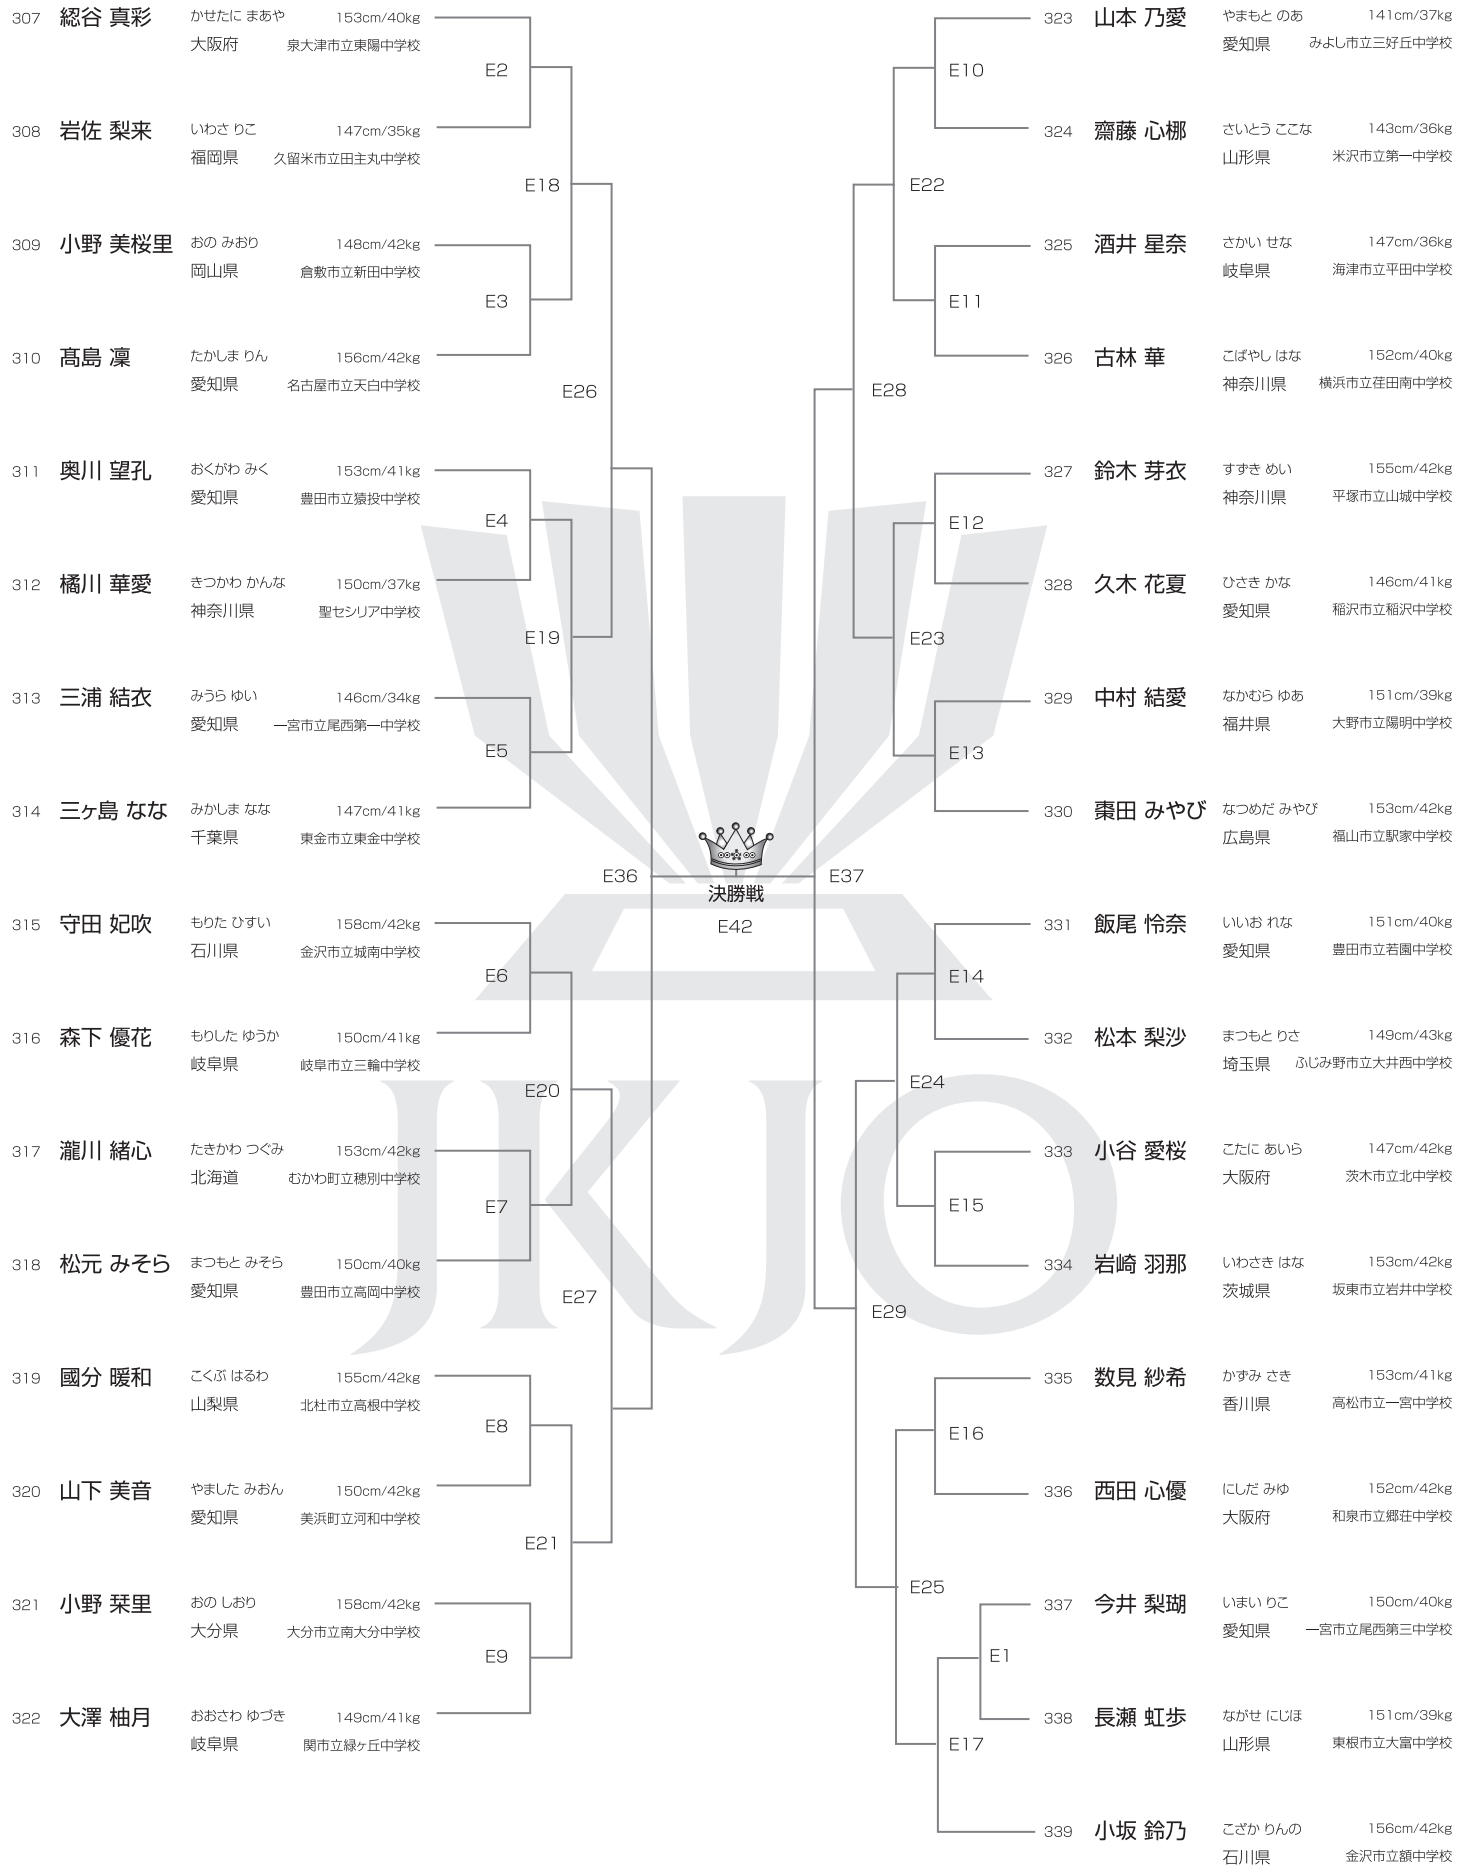 307 綛谷 真彩 かせたに まあや 153cm/40kg
大阪府 泉大津市立東陽中学校
E2
308 岩佐 梨来 いわさ りこ 147cm/35kg
福岡県 久留米市立田主丸中学校
E18
309 小野 美桜里 おの みおり 148cm/42kg
岡山県 倉敷市立新田中学校
E3
310 髙島 凜 たかしま りん 156cm/42kg
愛知県 名古屋市立天白中学校
E26
311 奥川 望孔 おくがわ みく 153cm/41kg
愛知県 豊田市立猿投中学校
E4
312 橘川 華愛 きつかわ かんな 150cm/37kg
神奈川県 聖セシリア中学校
E19
313 三浦 結衣 みうら ゆい 146cm/34kg
愛知県 一宮市立尾西第一中学校
E5
314 三ヶ島 なな みかしま なな 147cm/41kg
千葉県 東金市立東金中学校
E36
315 守田 妃吹 もりた ひすい 158cm/42kg
石川県 金沢市立城南中学校
E6
316 森下 優花 もりした ゆうか 150cm/41kg
岐阜県 岐阜市立三輪中学校
E20
317 瀧川 緒心 たきかわ つぐみ 153cm/42kg
北海道 むかわ町立穂別中学校
E7
318 松元 みそら まつもと みそら 150cm/40kg
愛知県 豊田市立高岡中学校
E27
319 國分 暖和 こくぶ はるわ 155cm/42kg
山梨県 北杜市立高根中学校
E8
320 山下 美音 やました みおん 150cm/42kg
愛知県 美浜町立河和中学校
E21
321 小野 栞里 おの しおり 158cm/42kg
大分県 大分市立南大分中学校
E9
322 大澤 柚月 おおさわ ゆづき 149cm/41kg
岐阜県 関市立緑ヶ丘中学校
決勝戦
E42
JKJO
323 山本 乃愛 やまもと のあ 141cm/37kg
愛知県 みよし市立三好丘中学校
E10
324 齋藤 心梛 さいとう ここな 143cm/36kg
山形県 米沢市立第一中学校
E22
325 酒井 星奈 さかい せな 147cm/36kg
岐阜県 海津市立平田中学校
E11
326 古林 華 こばやし はな 152cm/40kg
神奈川県 横浜市立荏田南中学校
E28
327 鈴木 芽衣 すずき めい 155cm/42kg
神奈川県 平塚市立山城中学校
E12
328 久木 花夏 ひさき かな 146cm/41kg
愛知県 稲沢市立稲沢中学校
E23
329 中村 結愛 なかむら ゆあ 151cm/39kg
福井県 大野市立陽明中学校
E13
330 棗田 みやび なつめだ みやび 153cm/42kg
広島県 福山市立駅家中学校
E37
331 飯尾 怜奈 いいお れな 151cm/40kg
愛知県 豊田市立若園中学校
E14
332 松本 梨沙 まつもと りさ 149cm/43kg
埼玉県 ふじみ野市立大井西中学校
E24
333 小谷 愛桜 こたに あいら 147cm/42kg
大阪府 茨木市立北中学校
E15
334 岩崎 羽那 いわさき はな 153cm/42kg
茨城県 坂東市立岩井中学校
E29
335 数見 紗希 かずみ さき 153cm/41kg
香川県 高松市立一宮中学校
E16
336 西田 心優 にしだ みゆ 152cm/42kg
大阪府 和泉市立郷荘中学校
E25
337 今井 梨瑚 いまい りこ 150cm/40kg
愛知県 一宮市立尾西第三中学校
E1
338 長瀬 虹歩 ながせ にじほ 151cm/39kg
山形県 東根市立大富中学校
E17
339 小坂 鈴乃 こざか りんの 156cm/42kg
石川県 金沢市立額中学校